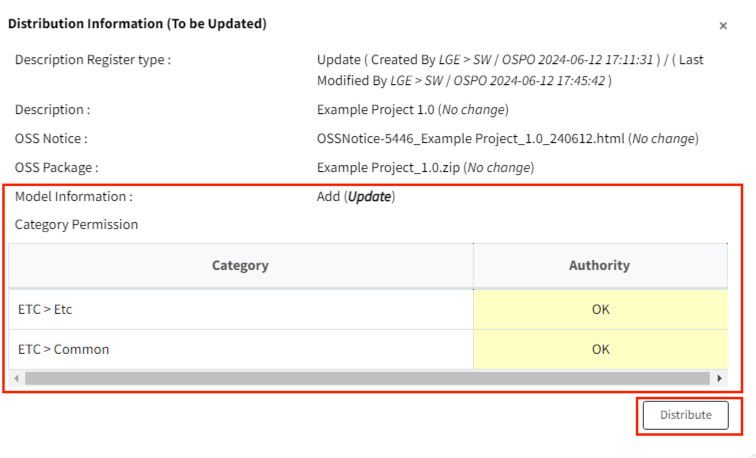 Distribution Information (To be Updated)
×
Description Register type :
Update ( Created By LGE > SW / OSPO 2024-06-12 17:11:31 ) / ( Last
Modified By LGE > SW / OSPO 2024-06-12 17:45:42 )
Description :
Example Project 1.0 (No change)
OSS Notice :
OSSNotice-5446_Example Project_1.0_240612.html (No change)
OSS Package :
Example Project_1.0.zip (No change)
Model Information :
Add (Update)
Category Permission
Category
Authority
ETC > Etc
OK
ETC > Common
OK
Distribute